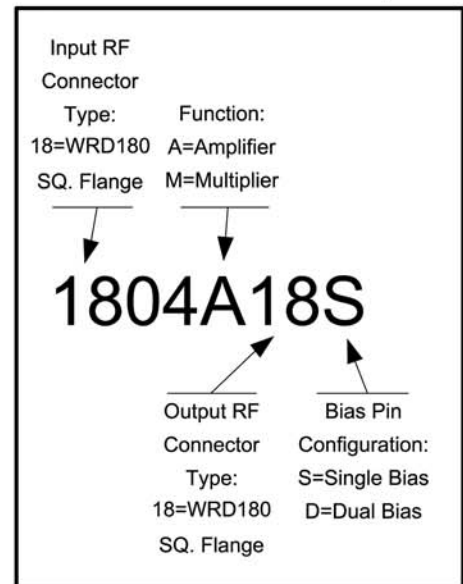 Input RF
Connector
Type:
18=WRD180
SQ. Flange
Function:
A=Amplifier
M=Multiplier
1804A18S
Output RF
Connector
Type:
18=WRD180
SQ. Flange
Bias Pin
Configuration:
S=Single Bias
D=Dual Bias